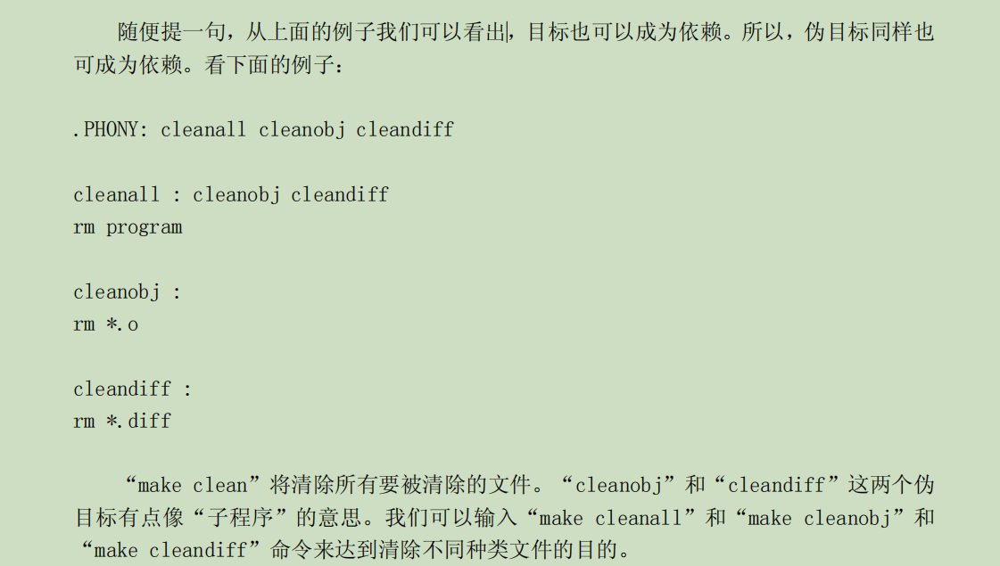 随便提一句，从上面的例子我们可以看出，目标也可以成为依赖。所以，伪目标同样也
可成为依赖。看下面的例子：
.PHONY: cleanall cleanobj cleandiff
cleanall : cleanobj cleandiff
rm program
cleanobj :
rm *.o
cleandiff :
rm *.diff
“make clean”将清除所有要被清除的文件。“cleanobj”和“cleandiff”这两个伪
目标有点像“子程序”的意思。我们可以输入“make cleanall”和“make cleanobj”和
“make cleandiff”命令来达到清除不同种类文件的目的。